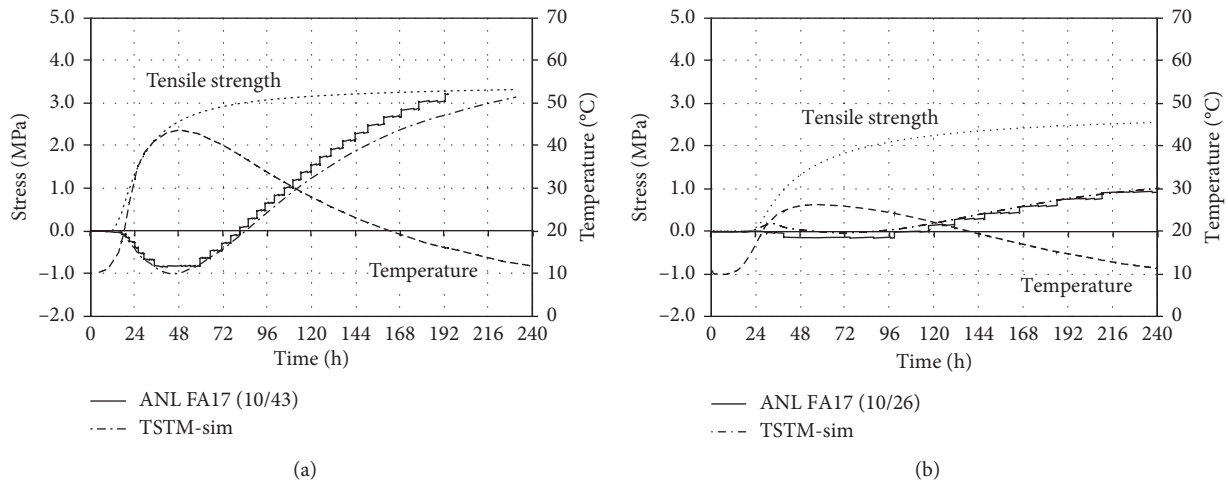 5.0
4.0
3.0
2.0
1.0
0.0
−1.0
−2.0
Stress (MPa)
70
60
50
40
30
20
10
0
Temperature (°C)
Tensile strength
Temperature
0 24 48 72 96 120 144 168 192 216 240
Time (h)
ANL FA17 (10/43)
TSTM-sim
(a)
5.0
4.0
3.0
2.0
1.0
0.0
−1.0
−2.0
Stress (MPa)
70
60
50
40
30
20
10
0
Temperature (°C)
Tensile strength
Temperature
0 24 48 72 96 120 144 168 192 216 240
Time (h)
ANL FA17 (10/26)
TSTM-sim
(b)